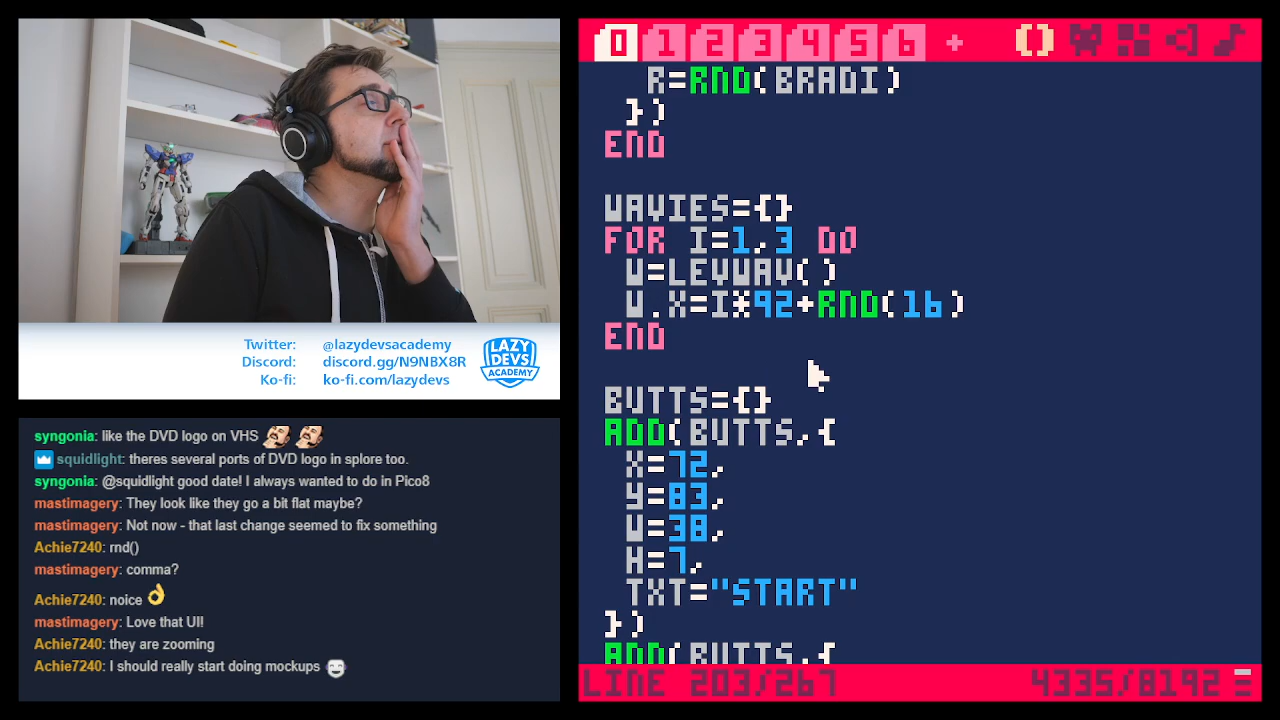 Twitter: @lazydevsacademy
Discord: discord.gg/N9NBX8R
Ko-fi: ko-fi.com/lazydevs
LAZY
DEVS
ACADEMY
syngonia: like the DVD logo on VHS
squidlight: theres several ports of DVD logo in splore too.
syngonia: @squidlight good date! I always wanted to do in Pico8
mastimagery: They look like they go a bit flat maybe?
mastimagery: Not now - that last change seemed to fix something
Achie7240: rnd()
mastimagery: comma?
Achie7240: noice
mastimagery: Love that UI!
Achie7240: they are zooming
Achie7240: I should really start doing mockups
0 1 2 3 4 5 6 +
R=RND(BRADI)
})
END
WAVIES={}
FOR I=1,3 DO
W=LEVWAV()
W.X=I*92+RND(16)
END
BUTTS={}
ADD(BUTTS,{
X=72,
Y=83,
W=38,
H=7,
TXT="START"
})
ADD(BUTTS,{
LINE 203/267 4335/8192